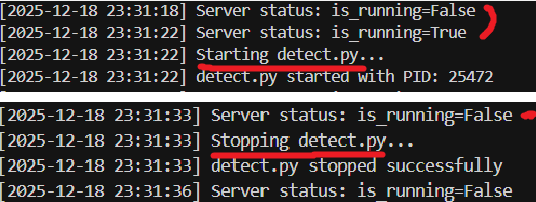 [2025-12-18 23:31:18] Server status: is_running=False
[2025-12-18 23:31:22] Server status: is_running=True
[2025-12-18 23:31:22] Starting detect.py...
[2025-12-18 23:31:22] detect.py started with PID: 25472
[2025-12-18 23:31:33] Server status: is_running=False
[2025-12-18 23:31:33] Stopping detect.py...
[2025-12-18 23:31:33] detect.py stopped successfully
[2025-12-18 23:31:36] Server status: is_running=False